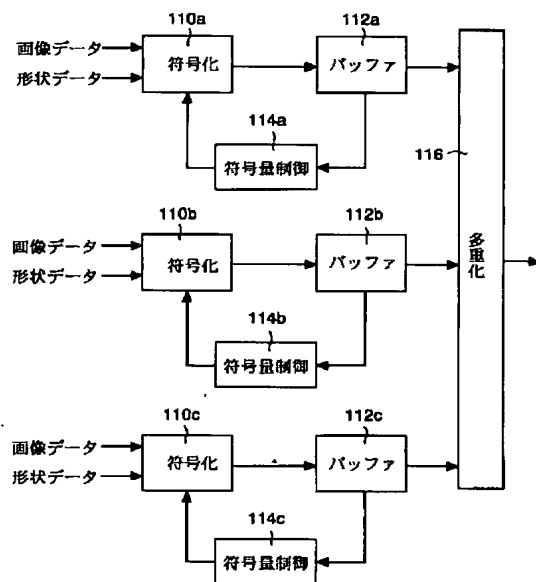 110a
112a
画像データ
形状データ
符号化
バッファ
114a
符号量制御
116
110b
112b
画像データ
形状データ
符号化
バッファ
多重化
114b
符号量制御
110c
112c
画像データ
形状データ
符号化
バッファ
114c
符号量制御